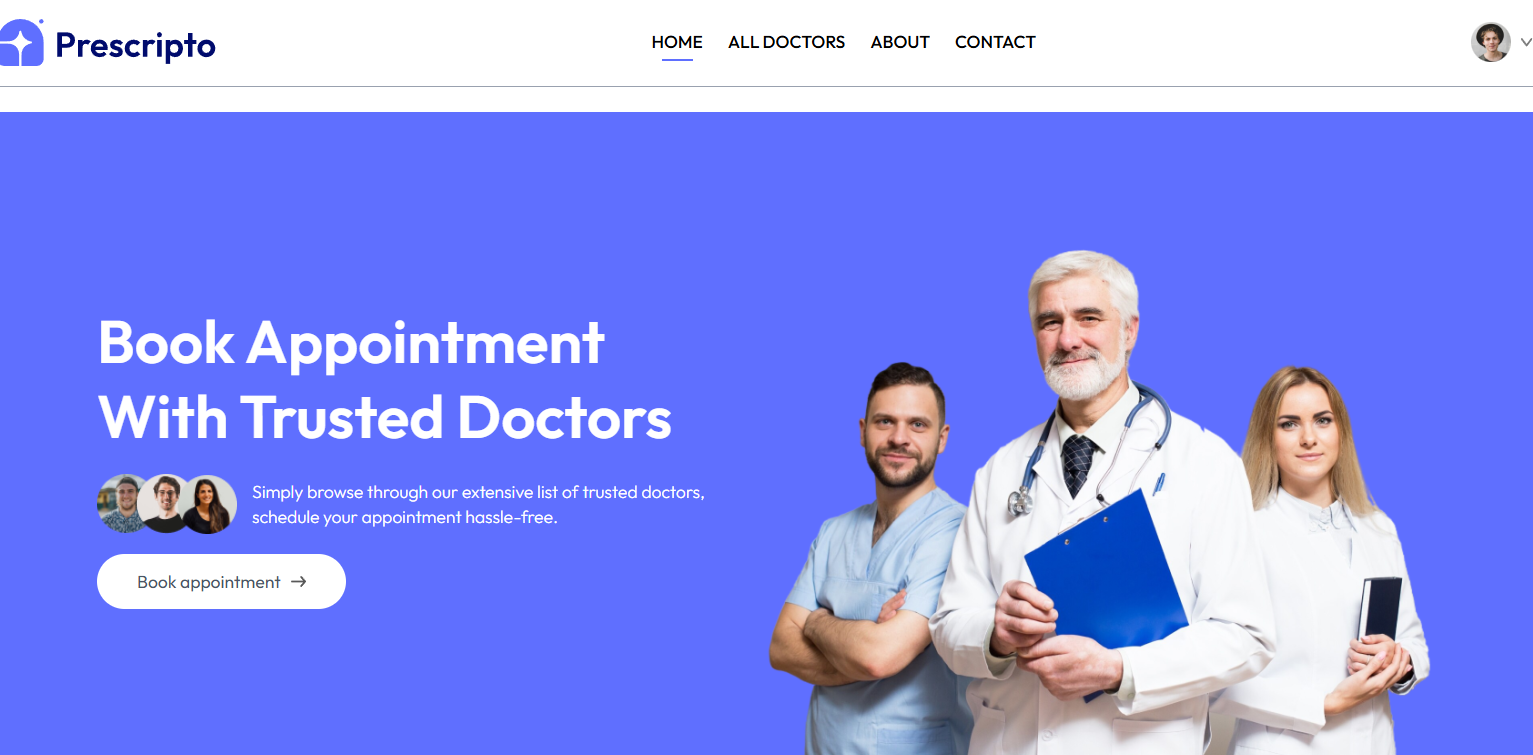 Prescripto
HOME
ALL DOCTORS
ABOUT
CONTACT
Book Appointment
With Trusted Doctors
Simply browse through our extensive list of trusted doctors,
schedule your appointment hassle-free.
Book appointment →